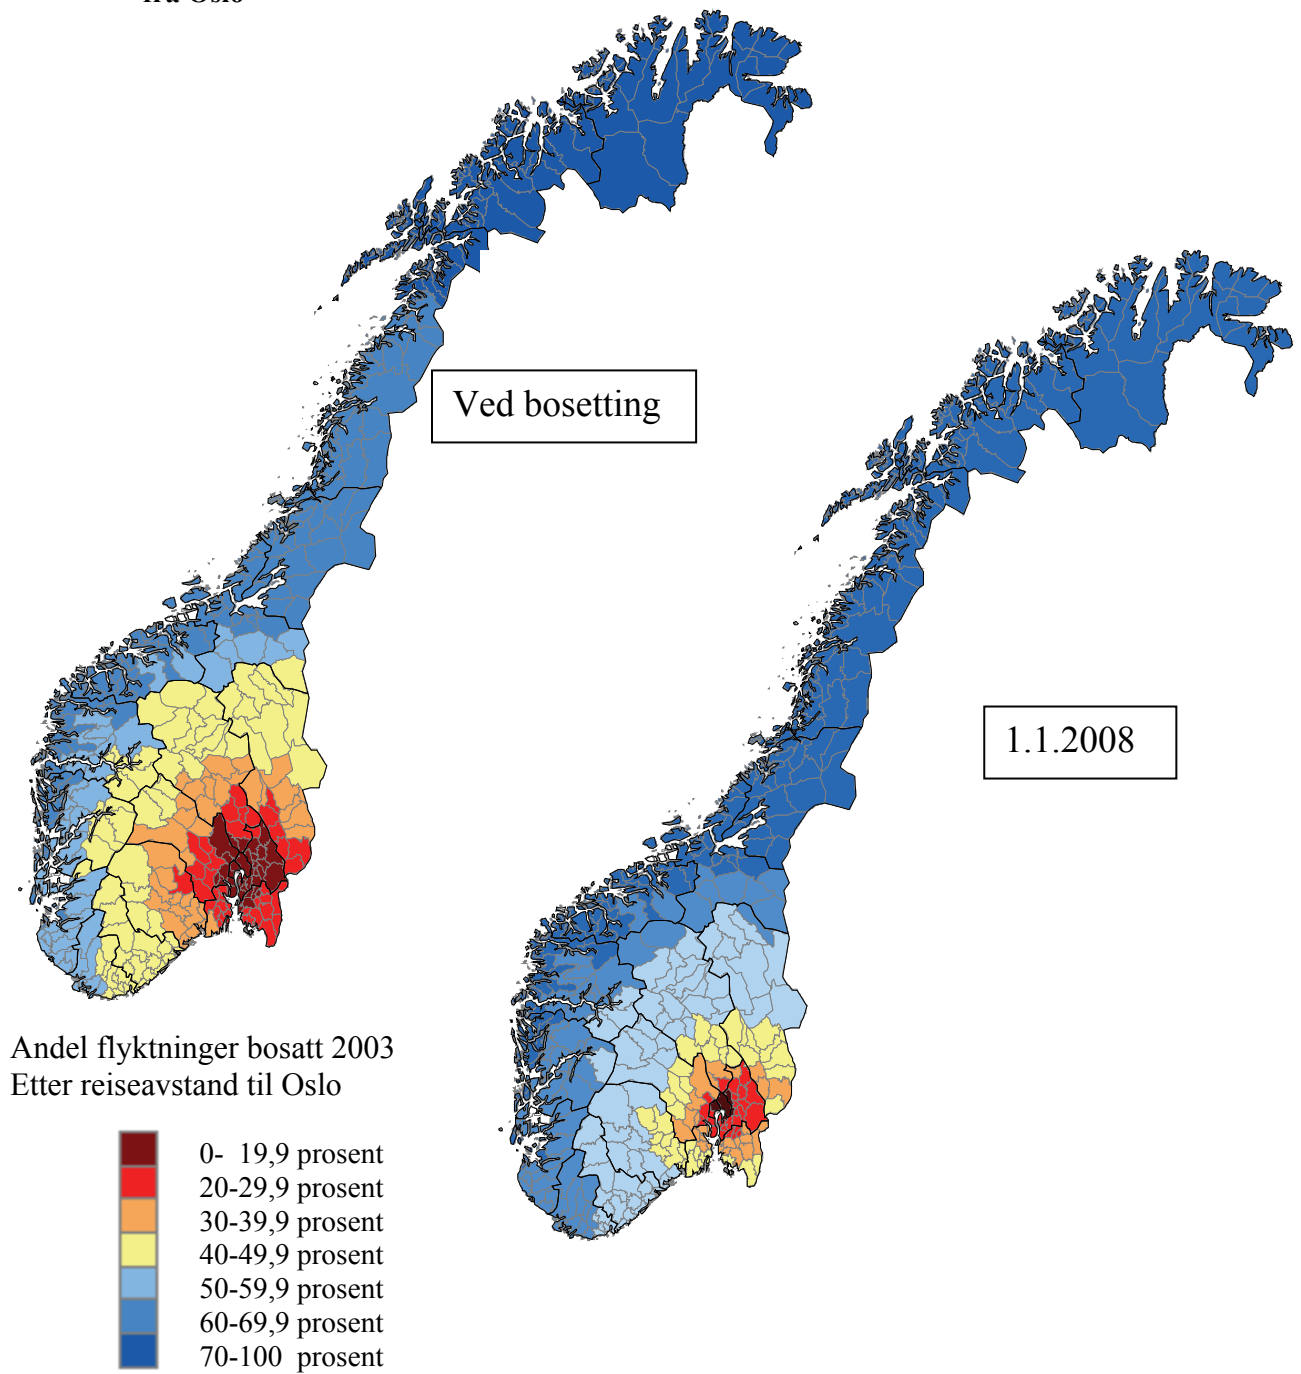 fra Oslo
Ved bosetting
1.1.2008
Andel flyktninger bosatt 2003
Etter reiseavstand til Oslo
0- 19,9 prosent
20-29,9 prosent
30-39,9 prosent
40-49,9 prosent
50-59,9 prosent
60-69,9 prosent
70-100 prosent